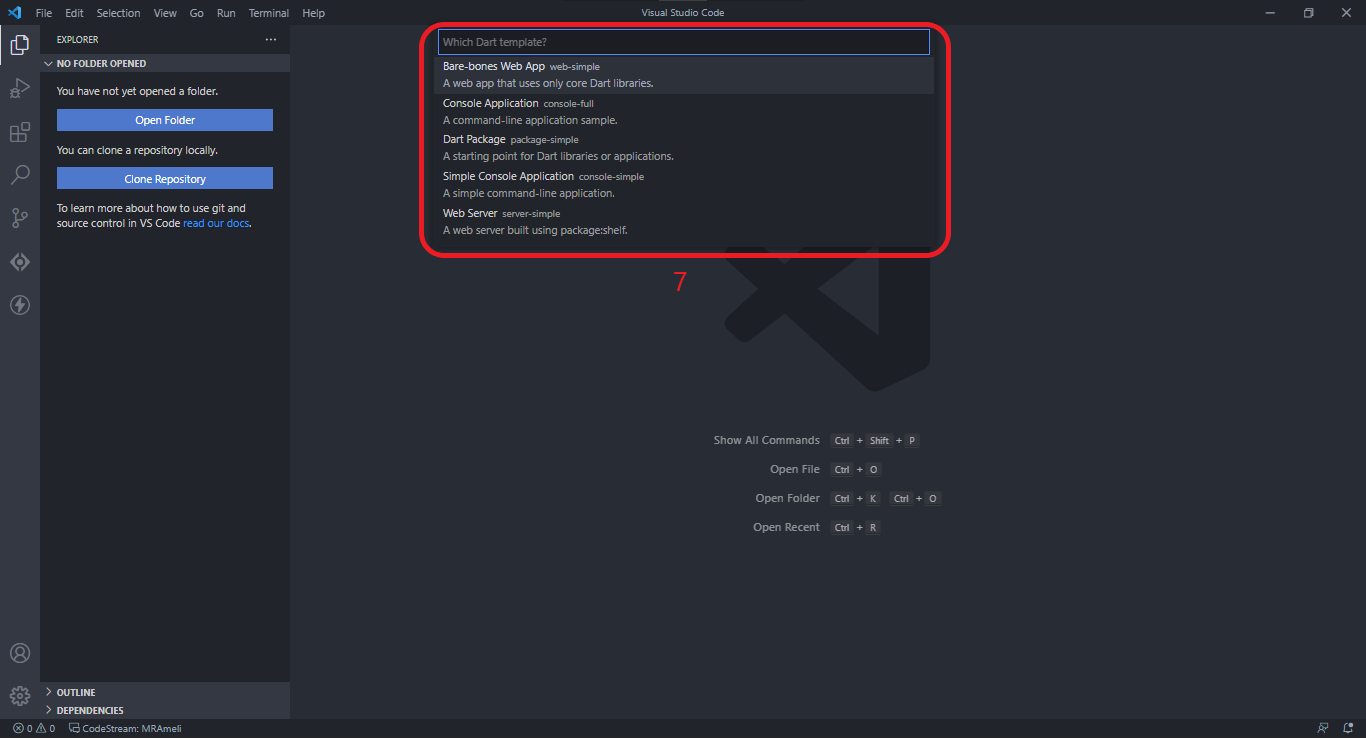 File Edit Selection View Go Run Terminal Help
Visual Studio Code
EXPLORER
NO FOLDER OPENED
You have not yet opened a folder.
Open Folder
You can clone a repository locally.
Clone Repository
To learn more about how to use git and
source control in VS Code read our docs.
Which Dart template?
Bare-bones Web App web-simple
A web app that uses only core Dart libraries.
Console Application console-full
A command-line application sample.
Dart Package package-simple
A starting point for Dart libraries or applications.
Simple Console Application console-simple
A simple command-line application.
Web Server server-simple
A web server built using package:shelf.
7
Show All Commands Ctrl + Shift + P
Open File Ctrl + O
Open Folder Ctrl + K Ctrl + O
Open Recent Ctrl + R
OUTLINE
DEPENDENCIES
0 0 CodeStream: MRAmeli